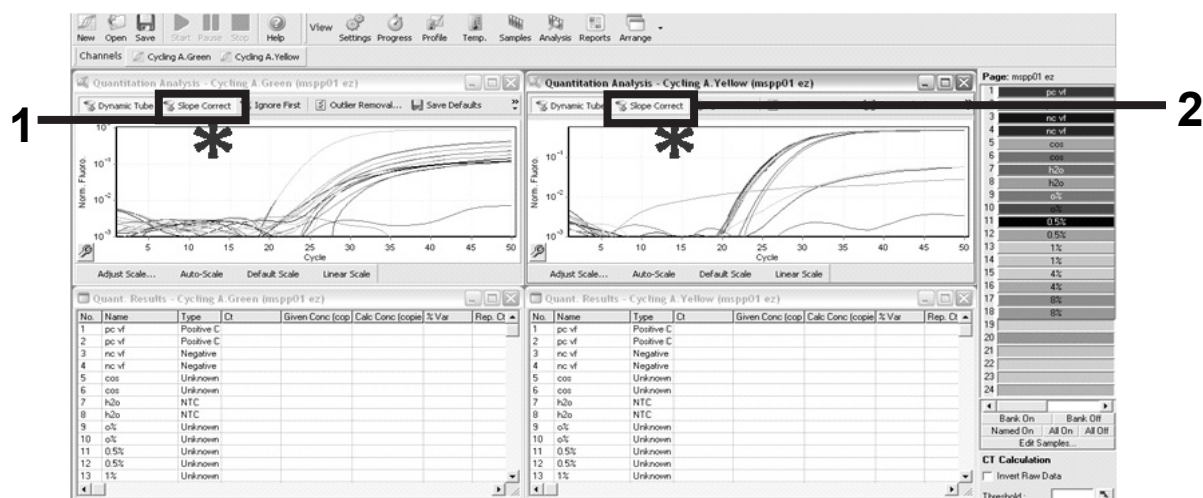 New Open Save Start Pause Stop Help View Settings Progress Profile Temp. Samples Analysis Reports Arrange
Channels Cycling A.Green Cycling A.Yellow
Quantitation Analysis - Cycling A.Green (mspp01 ez)
Dynamic Tube Slope Correct Ignore First Outlier Removal... Save Defaults
1
*
Norm. Fluoro.
10⁻¹
10⁻²
10⁻³
5 10 15 20 25 30 35 40 45 50
Cycle
Adjust Scale... Auto-Scale Default Scale Linear Scale
Quantitation Analysis - Cycling A.Yellow (mspp01 ez)
Dynamic Tube Slope Correct
2
*
Norm. Fluoro.
10⁻¹
10⁻²
10⁻³
5 10 15 20 25 30 35 40 45 50
Cycle
Adjust Scale... Auto-Scale Default Scale Linear Scale
Quant. Results - Cycling A.Green (mspp01 ez)
No. Name Type Ct Given Conc (cop Calc Conc (copie % Var Rep. Ct
1 pc vf Positive C
2 pc vf Positive C
3 nc vf Negative
4 nc vf Negative
5 cos Unknown
6 cos Unknown
7 h2o NTC
8 h2o NTC
9 o% Unknown
10 o% Unknown
11 0.5% Unknown
12 0.5% Unknown
13 1% Unknown
Quant. Results - Cycling A.Yellow (mspp01 ez)
No. Name Type Ct Given Conc (cop Calc Conc (copie % Var Rep. Ct
1 pc vf Positive C
2 pc vf Positive C
3 nc vf Negative
4 nc vf Negative
5 cos Unknown
6 cos Unknown
7 h2o NTC
8 h2o NTC
9 o% Unknown
10 o% Unknown
11 0.5% Unknown
12 0.5% Unknown
13 1% Unknown
Page: mspp01 ez
1 pc vf
3 nc vf
4 nc vf
5 cos
6 cos
7 h2o
8 h2o
9 o%
10 o%
11 0.5%
12 0.5%
13 1%
14 1%
15 4%
16 4%
17 8%
18 8%
19
20
21
22
23
24
Bank On Bank Off
Named On All On All Off
Edit Samples...
CT Calculation
Invert Raw Data
Threshold :